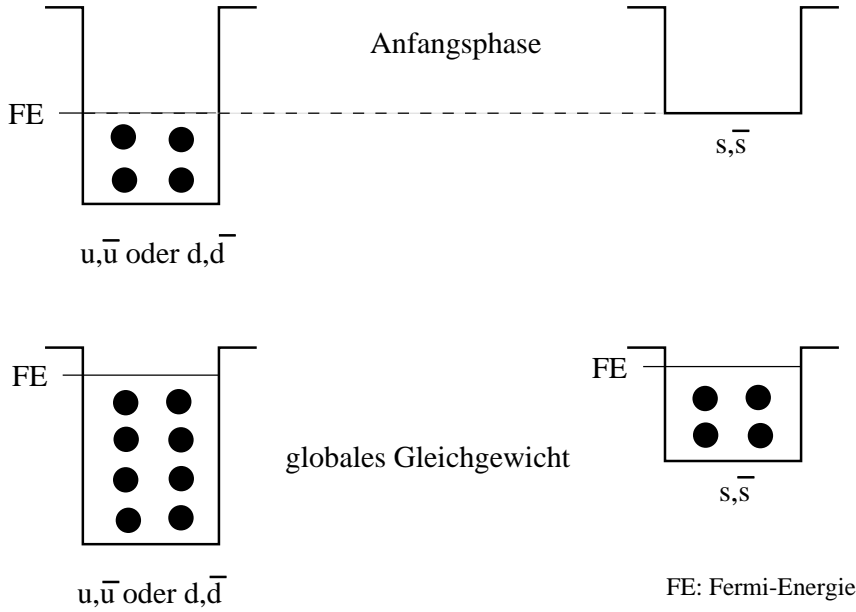 Anfangsphase
FE
s,s̅
u,u̅ oder d,d̅
FE
FE
globales Gleichgewicht
s,s̅
u,u̅ oder d,d̅
FE: Fermi-Energie